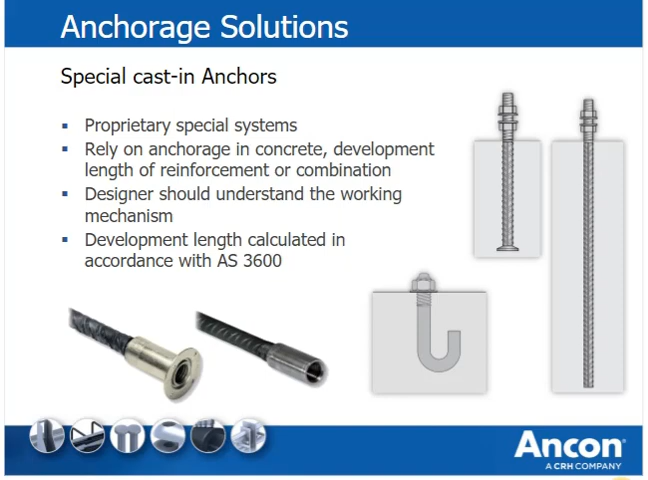 Anchorage Solutions
Special cast-in Anchors
▪ Proprietary special systems
▪ Rely on anchorage in concrete, development
length of reinforcement or combination
▪ Designer should understand the working
mechanism
▪ Development length calculated in
accordance with AS 3600
Ancon®
A CRH COMPANY